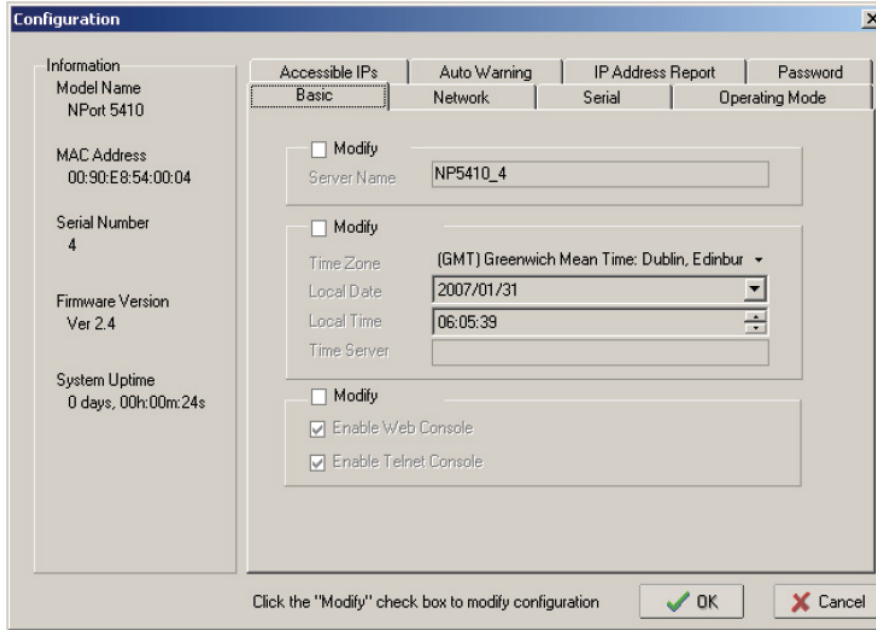 Configuration
Information
Model Name
NPort 5410
MAC Address
00:90:E8:54:00:04
Serial Number
4
Firmware Version
Ver 2.4
System Uptime
0 days, 00h:00m:24s
Accessible IPs
Auto Warning
IP Address Report
Password
Basic
Network
Serial
Operating Mode
Modify
Server Name
NP5410_4
Modify
Time Zone
(GMT) Greenwich Mean Time: Dublin, Edinbur
Local Date
2007/01/31
Local Time
06:05:39
Time Server
Modify
Enable Web Console
Enable Telnet Console
Click the "Modify" check box to modify configuration
OK
Cancel